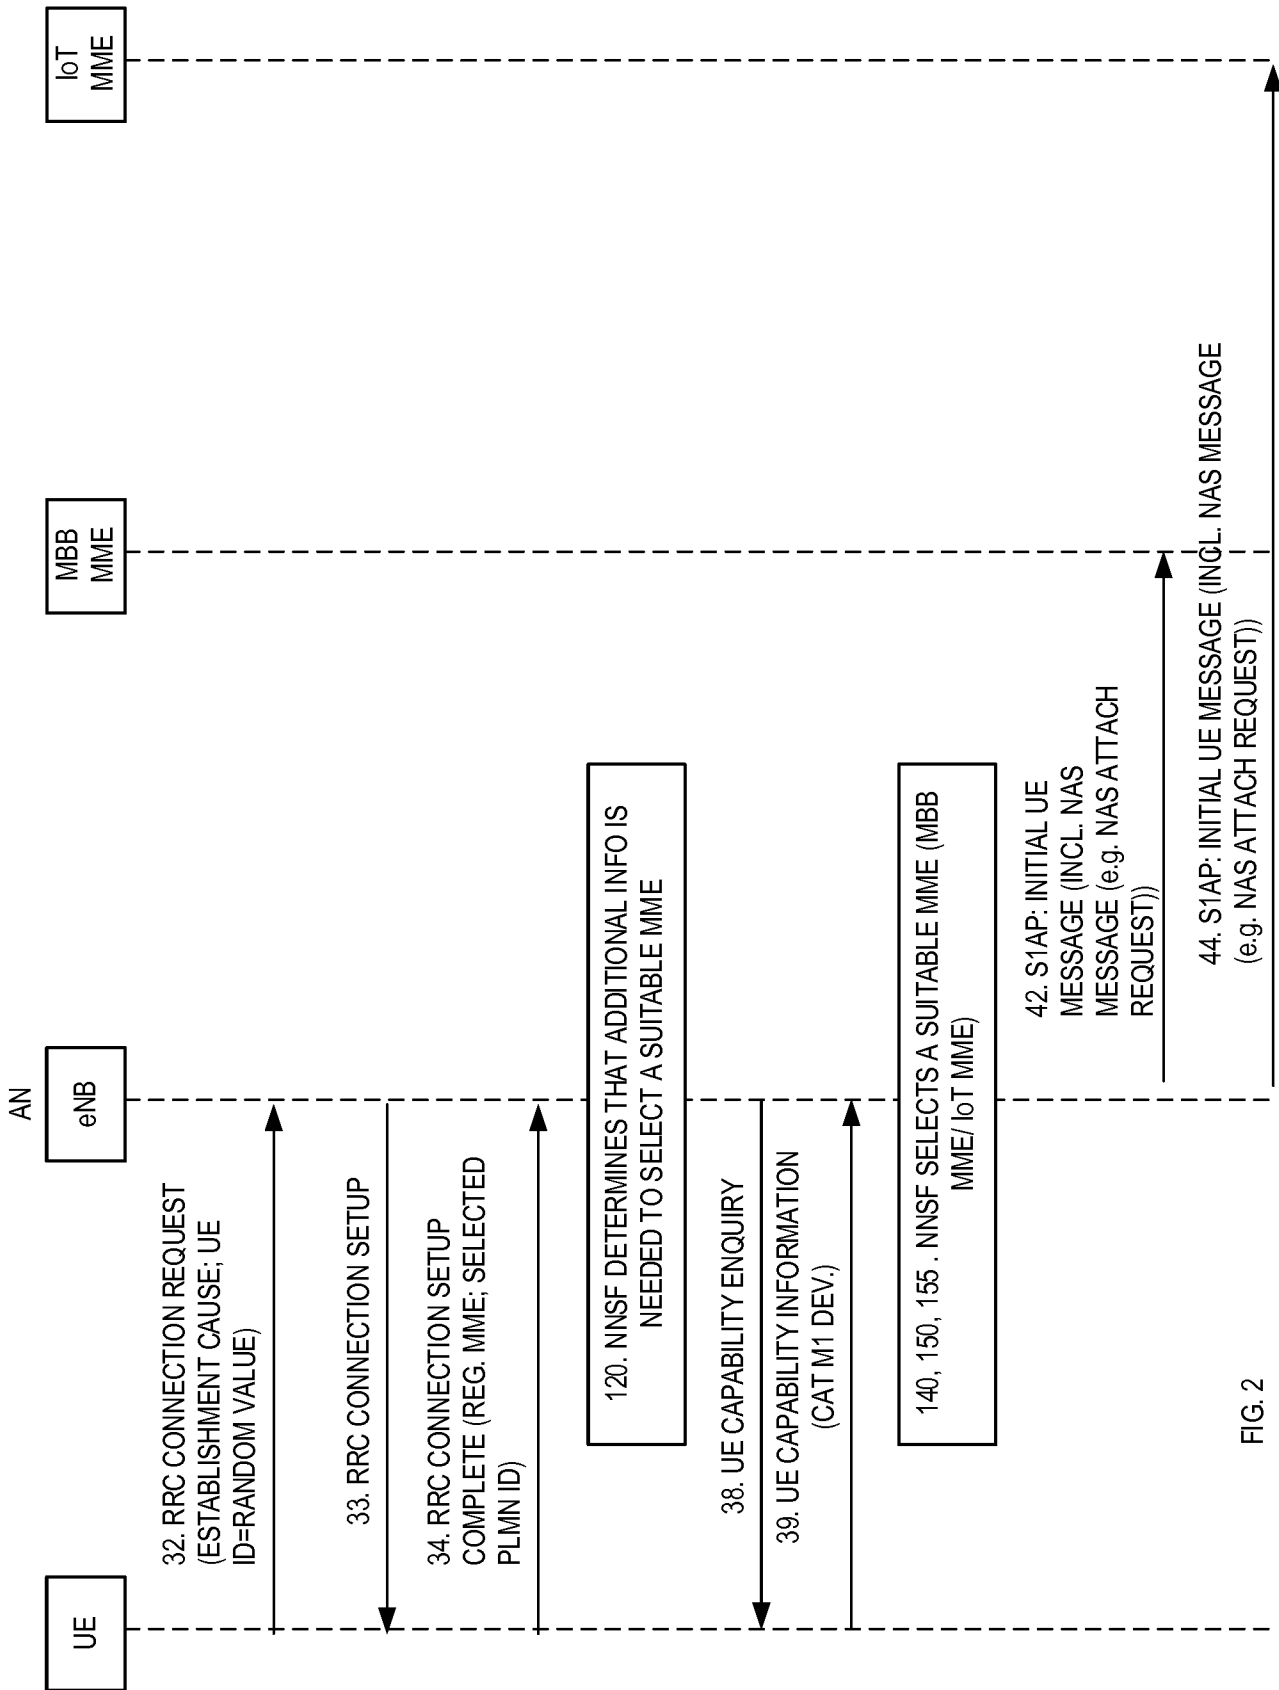 AN
UE
eNB
MBB
MME
IoT
MME
32. RRC CONNECTION REQUEST
(ESTABLISHMENT CAUSE; UE
ID=RANDOM VALUE)
33. RRC CONNECTION SETUP
34. RRC CONNECTION SETUP
COMPLETE (REG. MME; SELECTED
PLMN ID)
120. NNSF DETERMINES THAT ADDITIONAL INFO IS
NEEDED TO SELECT A SUITABLE MME
38. UE CAPABILITY ENQUIRY
39. UE CAPABILITY INFORMATION
(CAT M1 DEV.)
140, 150, 155 . NNSF SELECTS A SUITABLE MME (MBB
MME/ IoT MME)
42. S1AP: INITIAL UE
MESSAGE (INCL. NAS
MESSAGE (e.g. NAS ATTACH
REQUEST))
44. S1AP: INITIAL UE MESSAGE (INCL. NAS MESSAGE
(e.g. NAS ATTACH REQUEST))
FIG. 2